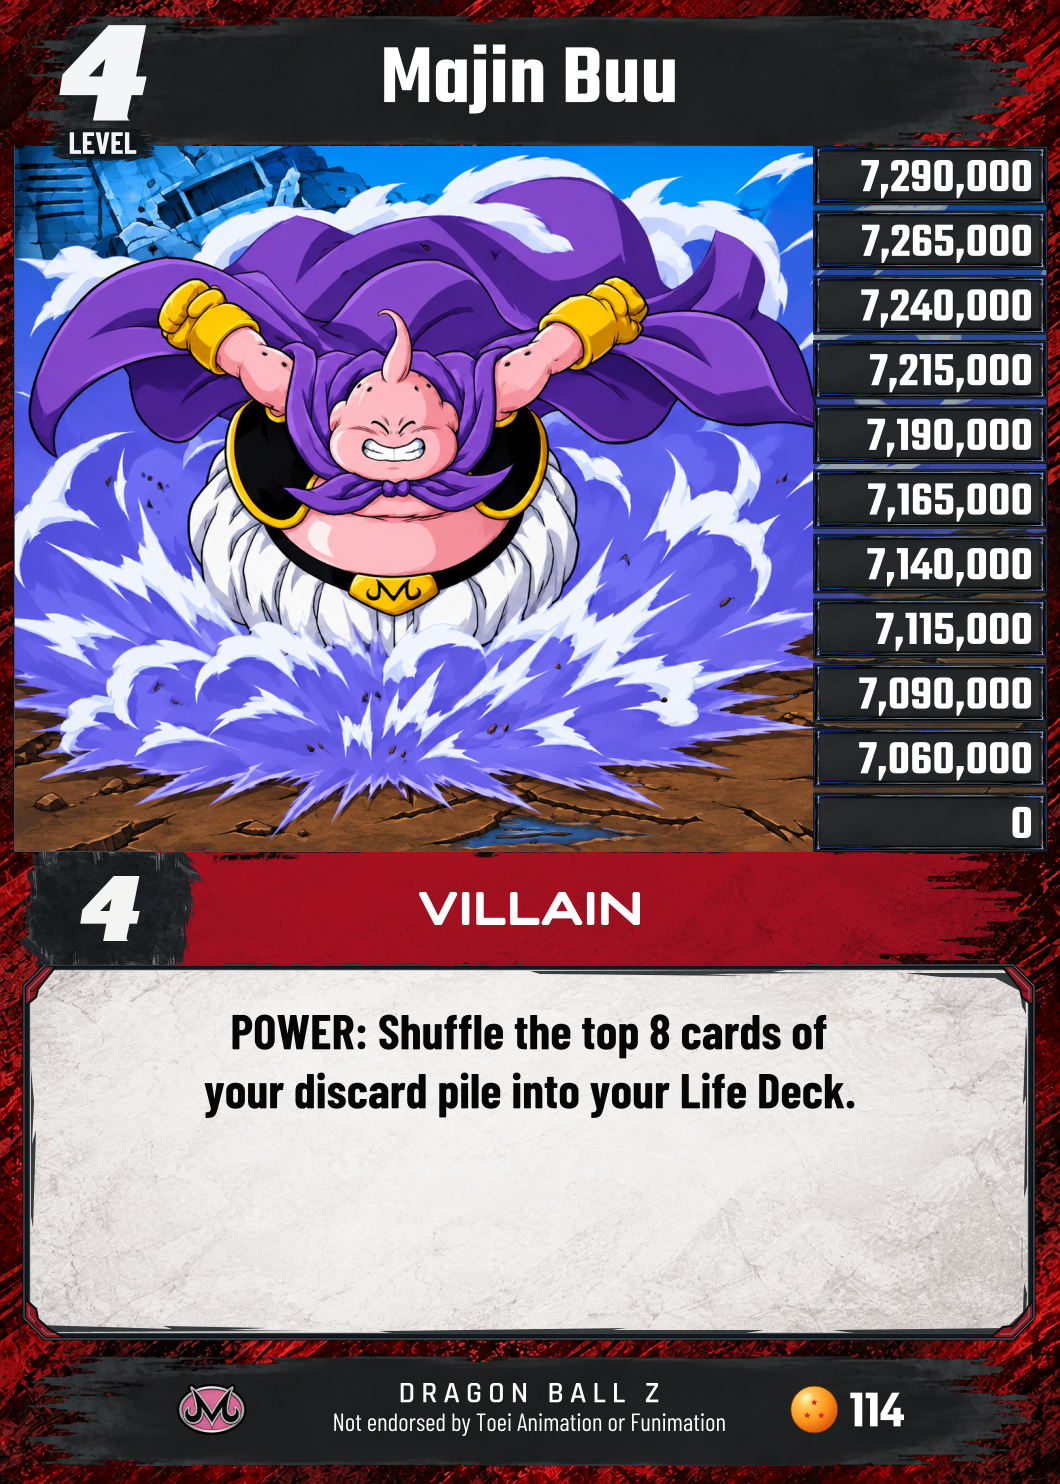 4
LEVEL
Majin Buu
7,290,000
7,265,000
7,240,000
7,215,000
7,190,000
7,165,000
7,140,000
7,115,000
7,090,000
7,060,000
0
M
4
VILLAIN
POWER: Shuffle the top 8 cards of
your discard pile into your Life Deck.
M
DRAGON BALL Z
Not endorsed by Toei Animation or Funimation
114